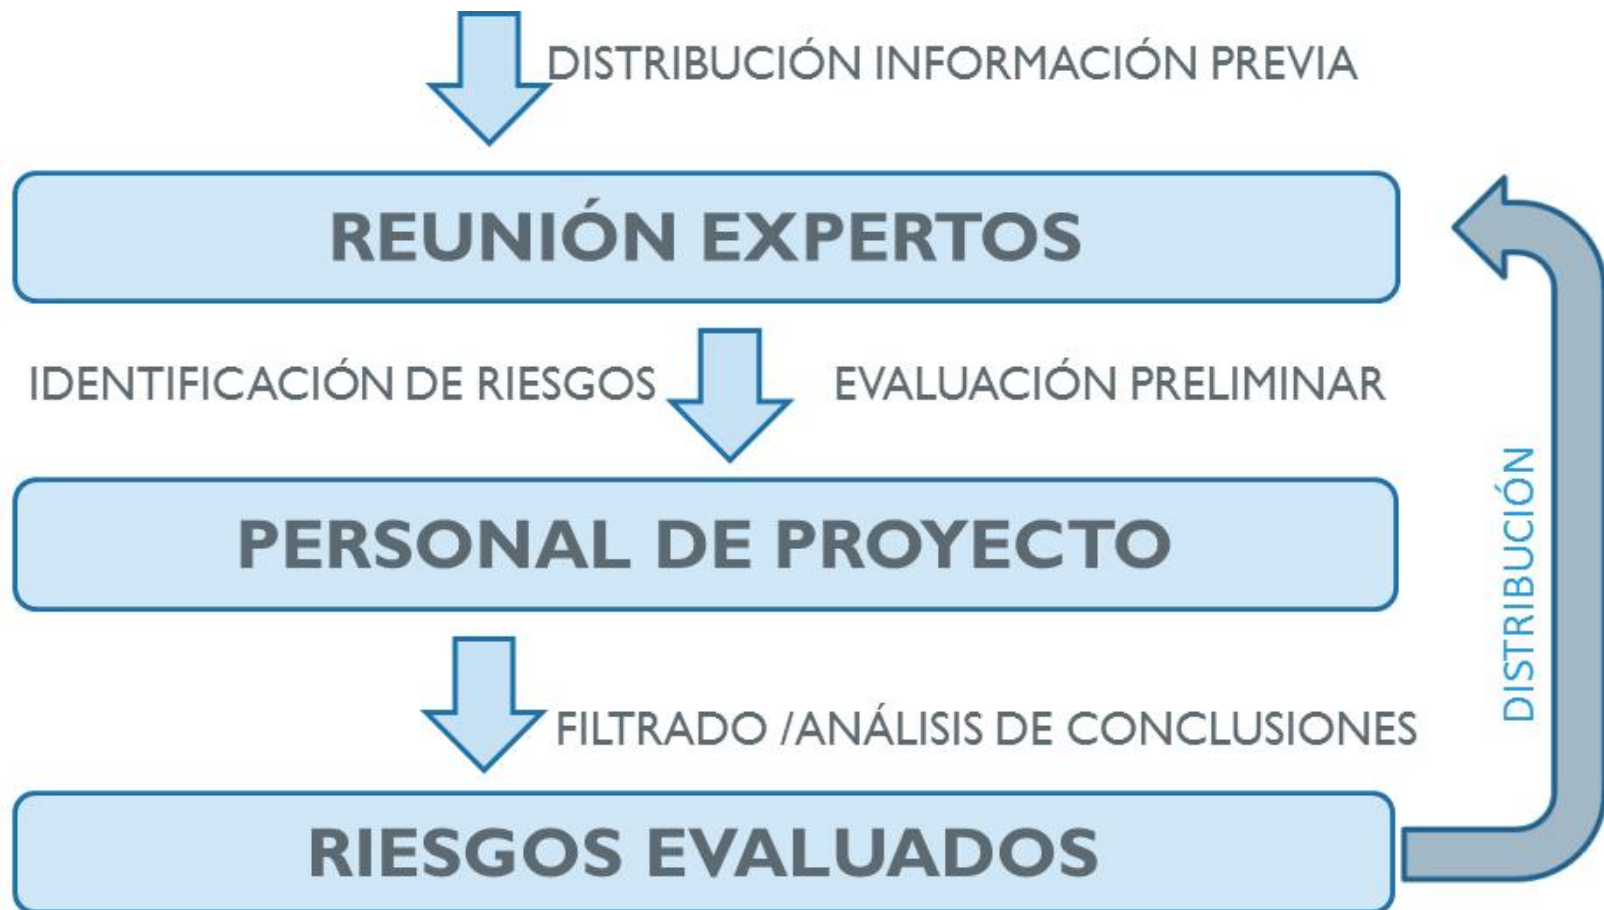 DISTRIBUCIÓN INFORMACIÓN PREVIA
REUNIÓN EXPERTOS
IDENTIFICACIÓN DE RIESGOS
EVALUACIÓN PRELIMINAR
PERSONAL DE PROYECTO
FILTRADO /ANÁLISIS DE CONCLUSIONES
RIESGOS EVALUADOS
DISTRIBUCIÓN